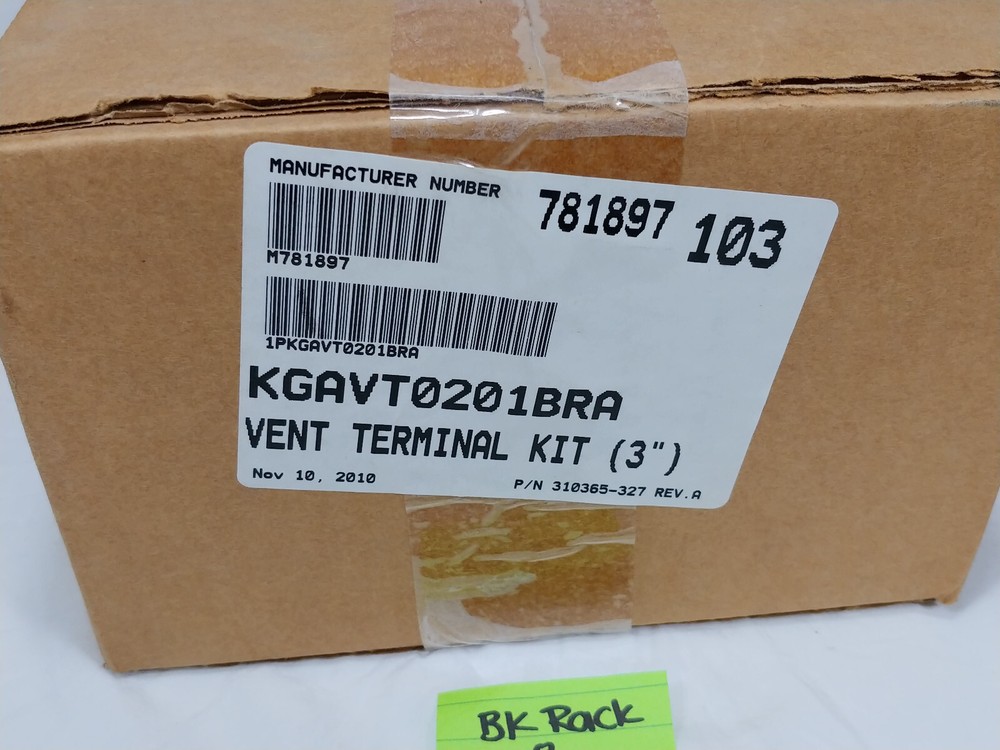 MANUFACTURER NUMBER
781897 103
M781897
1PKGAVT0201BRA
KGAVT0201BRA
VENT TERMINAL KIT (3")
Nov 10, 2010
P/N 310365-327 REV.A
BK Rack